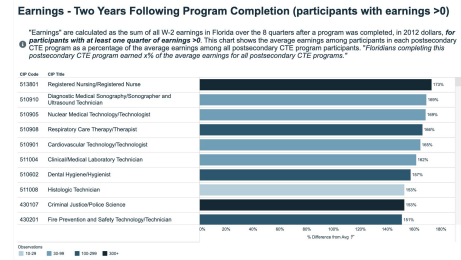 Earnings - Two Years Following Program Completion (participants with earnings >0)
"Earnings" are calculated as the sum of all W-2 earnings in Florida over the 8 quarters after a program was completed, in 2012 dollars, for
participants with at least one quarter of earnings >0. This chart shows the average earnings among participants in each postsecondary
CTE program as a percentage of the average earnings among all postsecondary CTE program participants. "Floridians completing this
postsecondary CTE program earned x% of the average earnings for all postsecondary CTE programs."
CIP Code CIP Title
513801 Registered Nursing/Registered Nurse 173%
510910 Diagnostic Medical Sonography/Sonographer and
Ultrasound Technician 169%
510905 Nuclear Medical Technology/Technologist 169%
510908 Respiratory Care Therapy/Therapist 166%
510901 Cardiovascular Technology/Technologist 165%
511004 Clinical/Medical Laboratory Technician 162%
510602 Dental Hygiene/Hygienist 157%
511008 Histologic Technician 153%
430107 Criminal Justice/Police Science 153%
430201 Fire Prevention and Safety Technology/Technician 151%
0% 20% 40% 60% 80% 100% 120% 140% 160% 180%
% Difference from Avg
Observations
10-29 30-99 100-299 300+